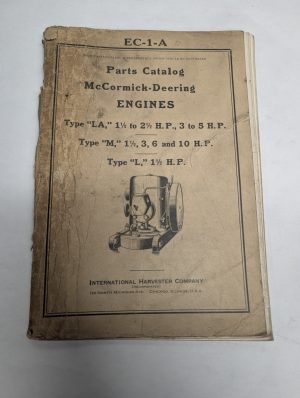 EC-1-A
Parts Catalog
McCormick-Deering
ENGINES
Type "LA," 1½ to 2½ H.P., 3 to 5 H.P.
Type "M," 1½, 3, 6 and 10 H.P.
Type "L," 1½ H.P.
INTERNATIONAL HARVESTER COMPANY
INCORPORATED
CHICAGO, ILLINOIS, U.S.A.